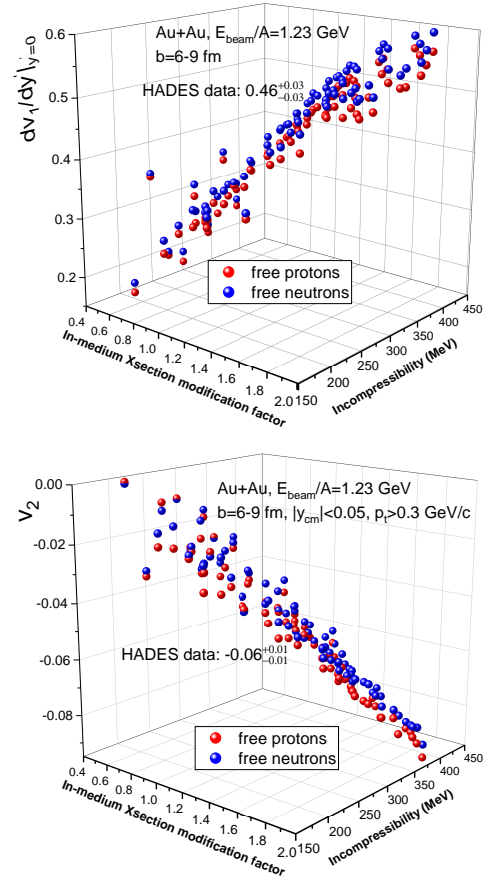 0.6
0.5
0.4
0.3
0.2
dv₁/dy'|y'=0
Au+Au, E_beam/A=1.23 GeV
b=6-9 fm
HADES data: 0.46 +0.03 −0.03
free protons
free neutrons
0.4 0.6 0.8 1.0 1.2 1.4 1.6 1.8 2.0
In-medium Xsection modification factor
150 200 250 300 350 400 450
Incompressibility (MeV)
0.00
-0.02
-0.04
-0.06
-0.08
V₂
Au+Au, E_beam/A=1.23 GeV
b=6-9 fm, |y_cm|<0.05, p_t>0.3 GeV/c
HADES data: -0.06 +0.01 −0.01
free protons
free neutrons
0.4 0.6 0.8 1.0 1.2 1.4 1.6 1.8 2.0
In-medium Xsection modification factor
150 200 250 300 350 400 450
Incompressibility (MeV)